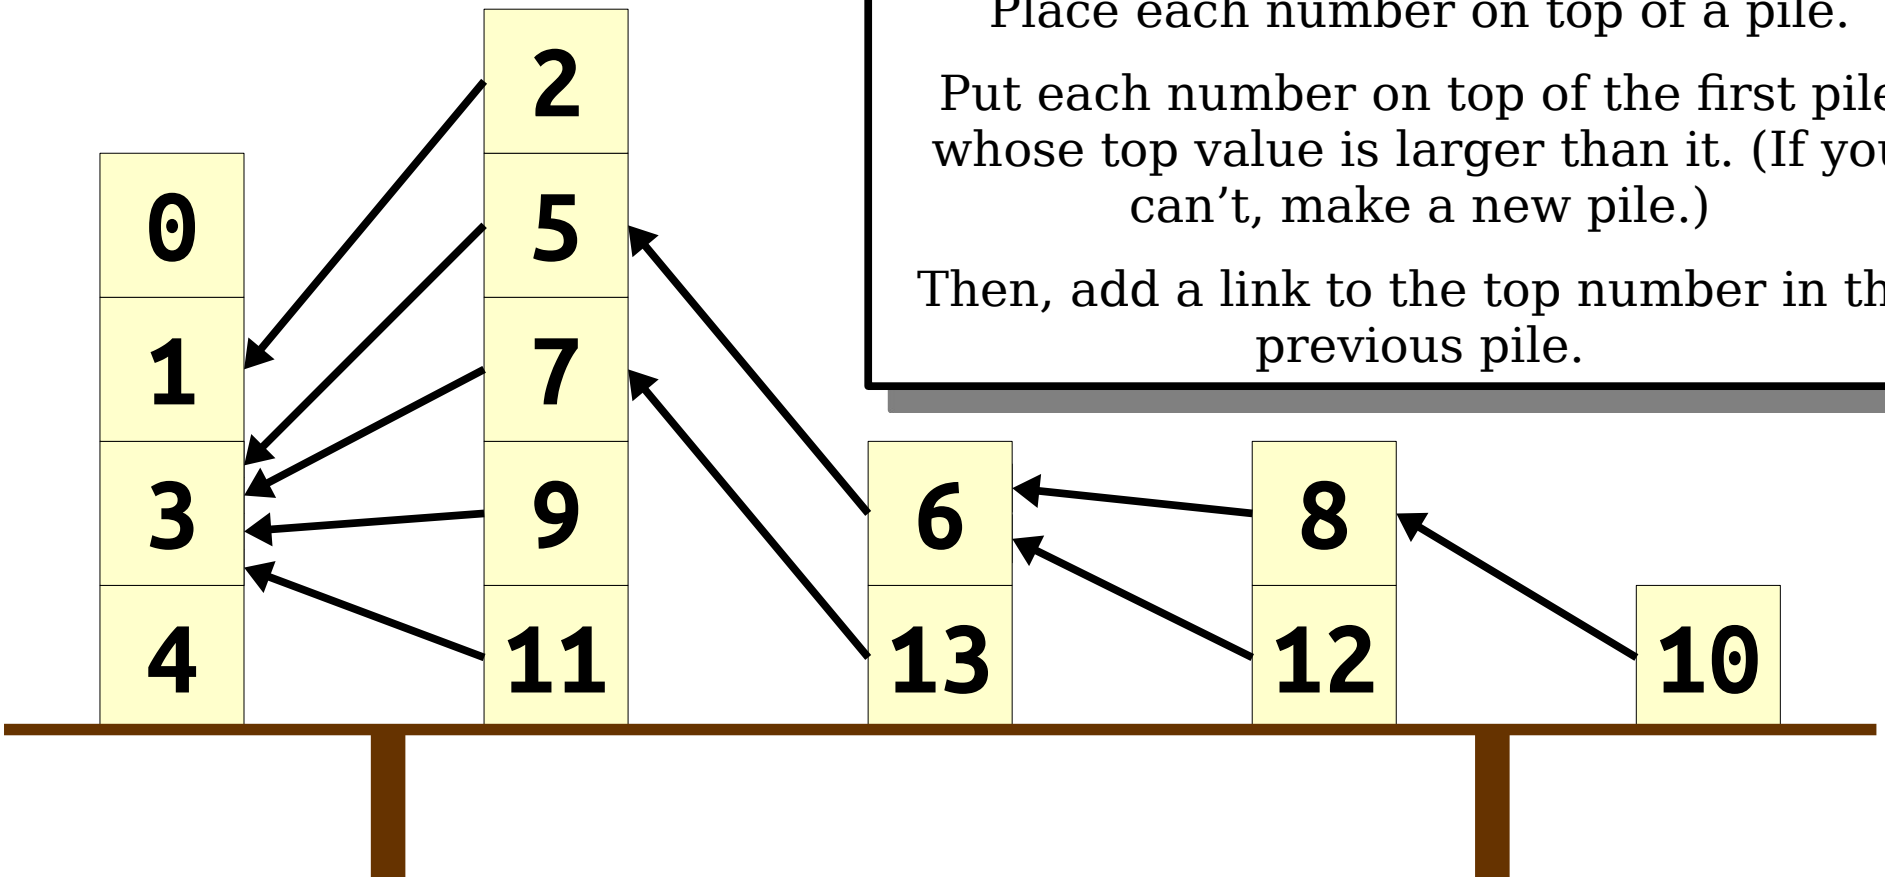 Place each number on top of a pile.
Put each number on top of the first pile
whose top value is larger than it. (If you
can’t, make a new pile.)
Then, add a link to the top number in th
previous pile.
2
0
5
1
7
3
9
6
8
4
11
13
12
10